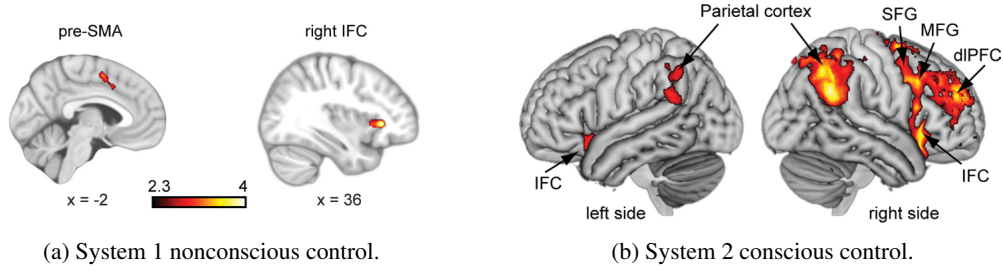 pre-SMA
right IFC
2.3 4
x = -2
x = 36
(a) System 1 nonconscious control.
Parietal cortex
SFG
MFG
dlPFC
IFC
IFC
left side
right side
(b) System 2 conscious control.